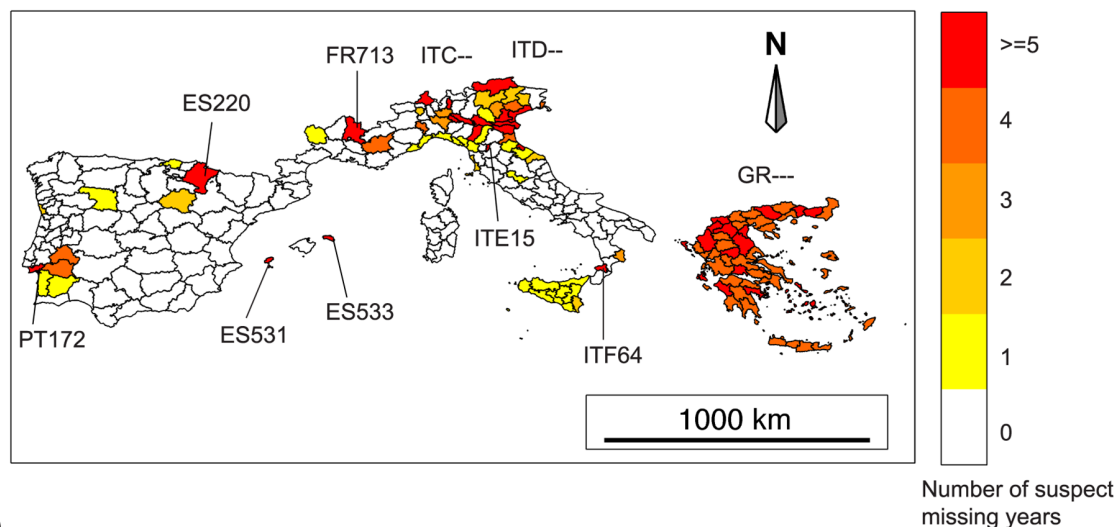 FR713
ITC--
ITD--
N
ES220
GR---
ITE15
ES533
ES531
PT172
ITF64
1000 km
>=5
4
3
2
1
0
Number of suspect
missing years